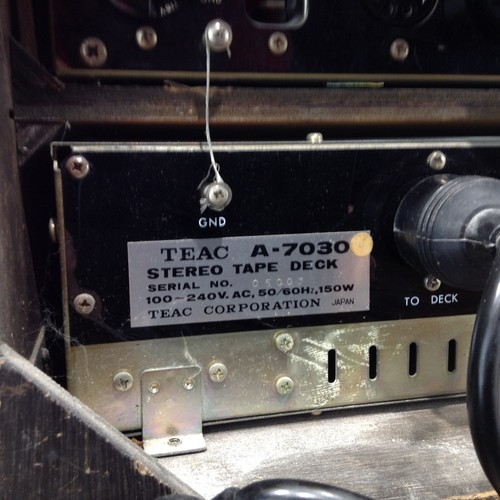 GND
TEAC A-7030
STEREO TAPE DECK
SERIAL NO.
100~240V. AC, 50/60Hz, 150W
TEAC CORPORATION JAPAN
TO DECK